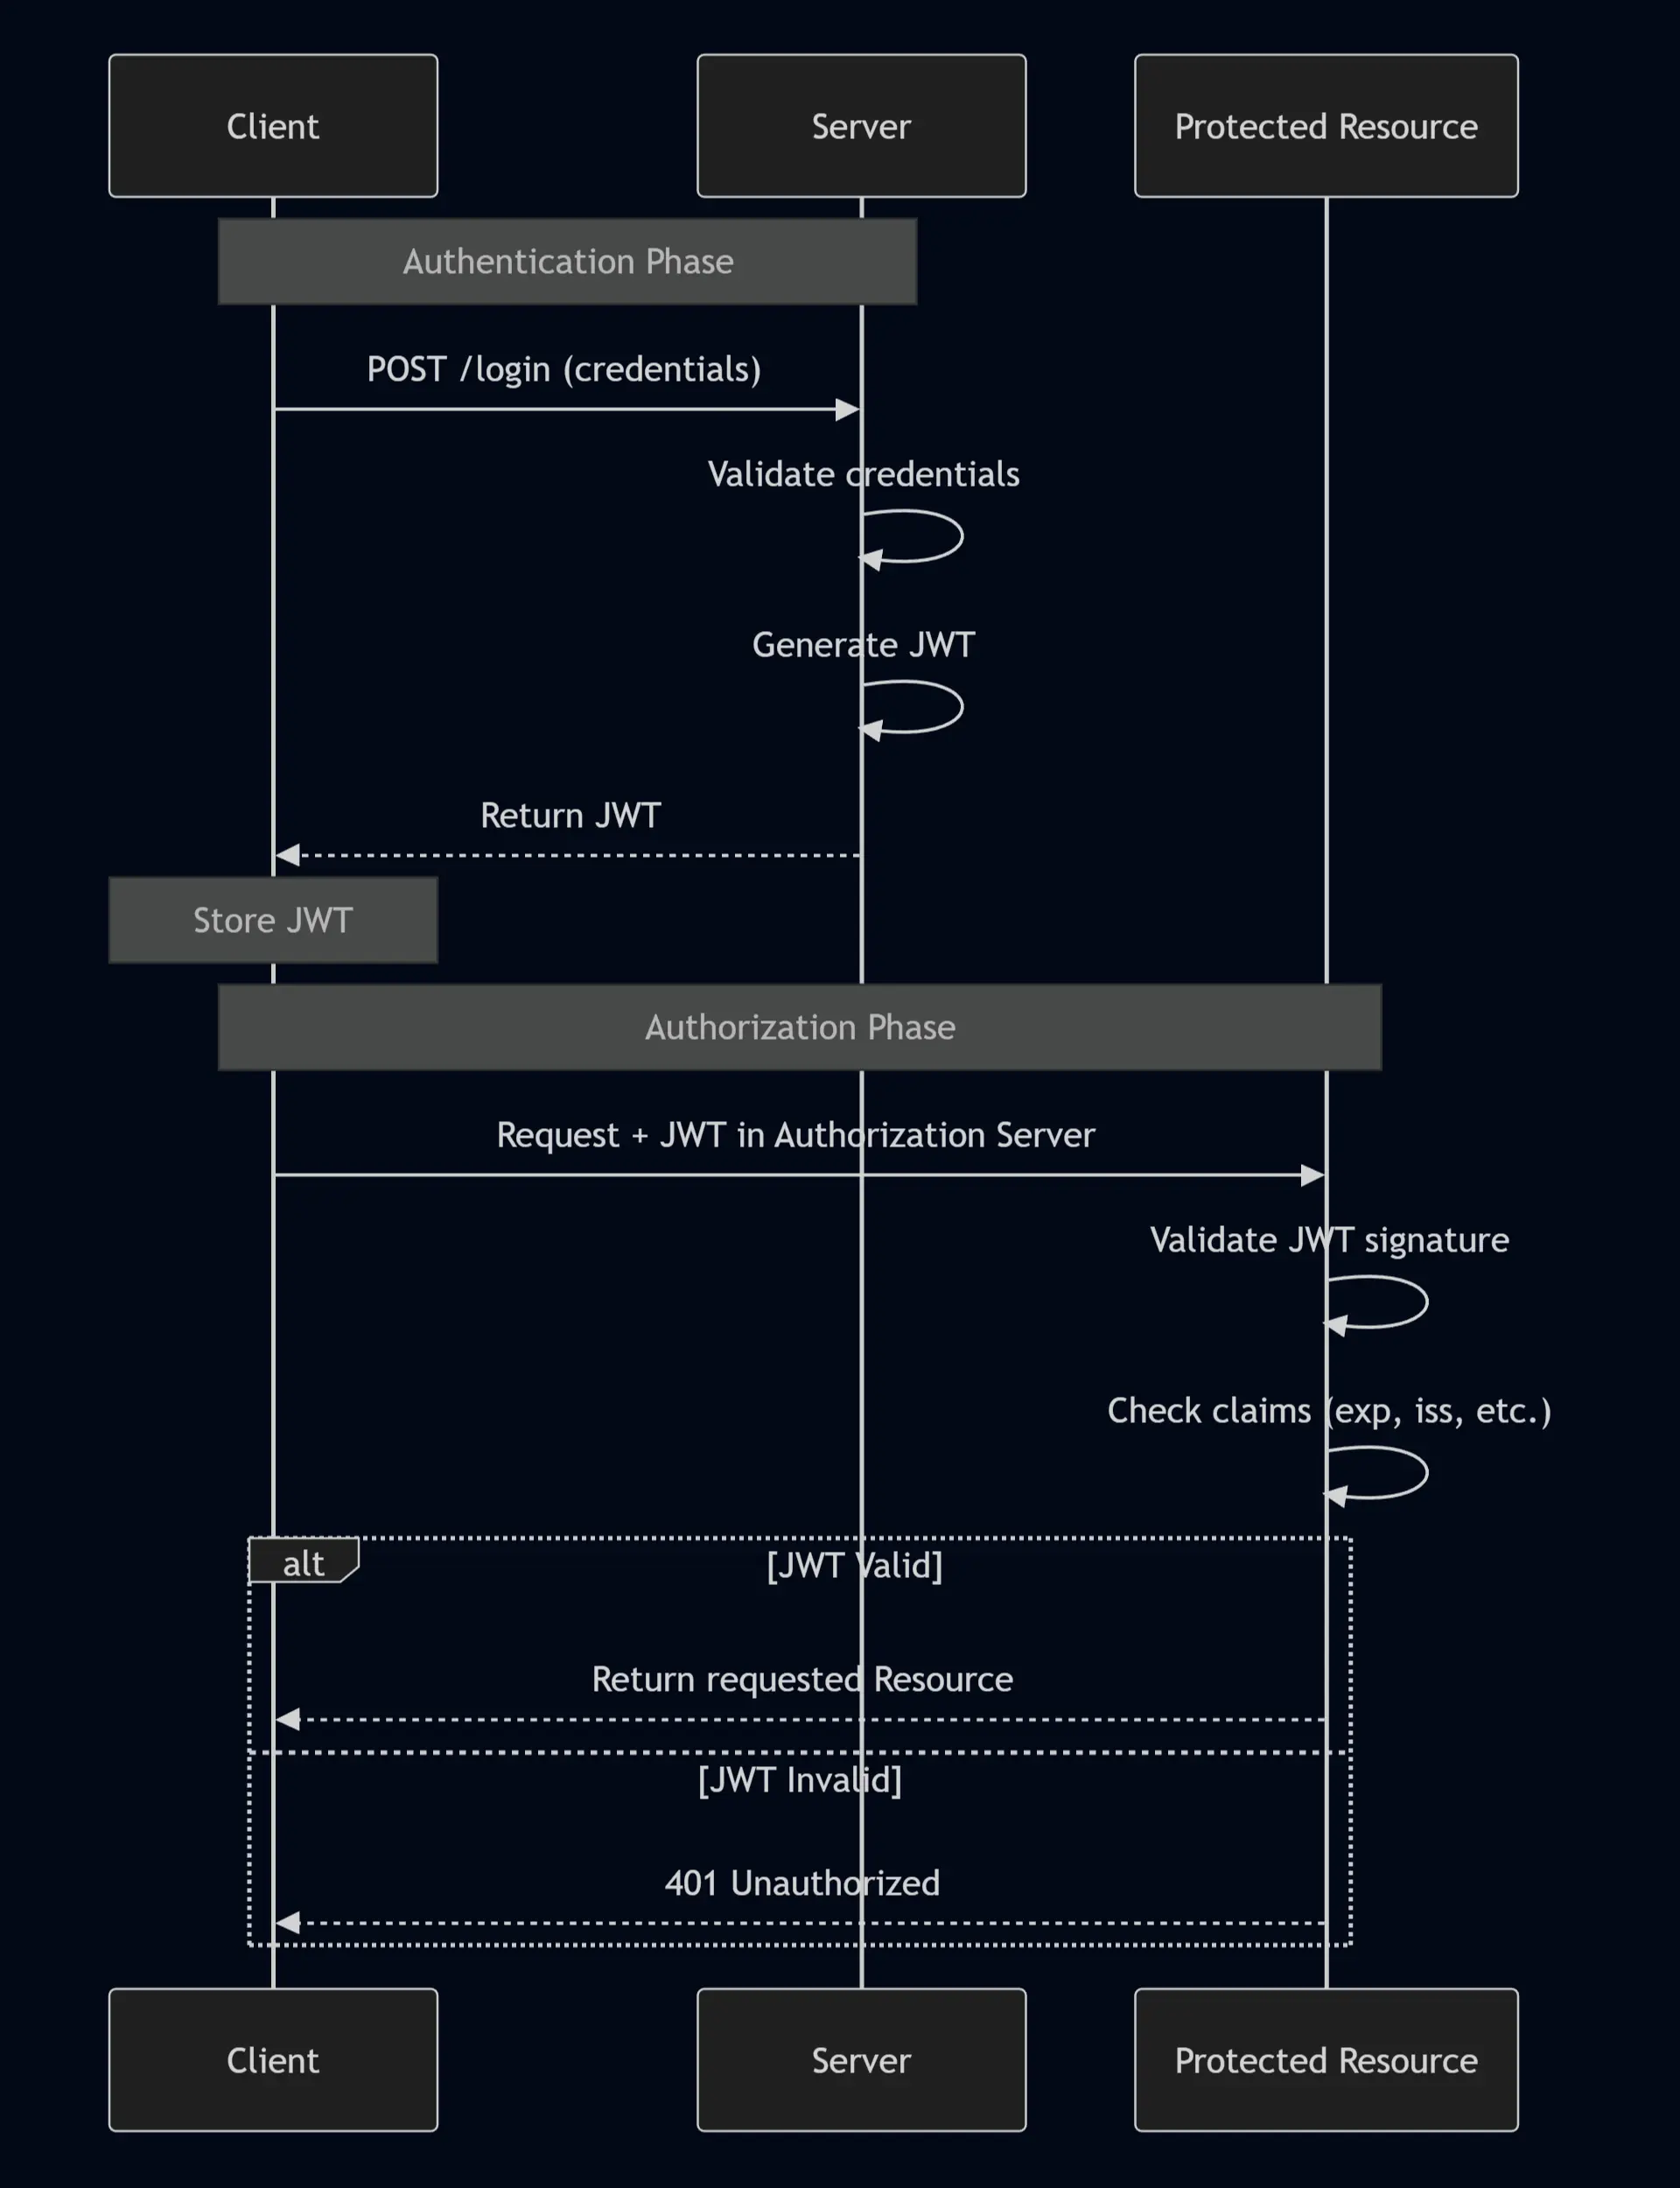 Client
Server
Protected Resource
Authentication Phase
POST /login (credentials)
Validate credentials
Generate JWT
Return JWT
Store JWT
Authorization Phase
Request + JWT in Authorization Server
Validate JWT signature
Check claims (exp, iss, etc.)
alt
[JWT Valid]
Return requested Resource
[JWT Invalid]
401 Unauthorized
Client
Server
Protected Resource